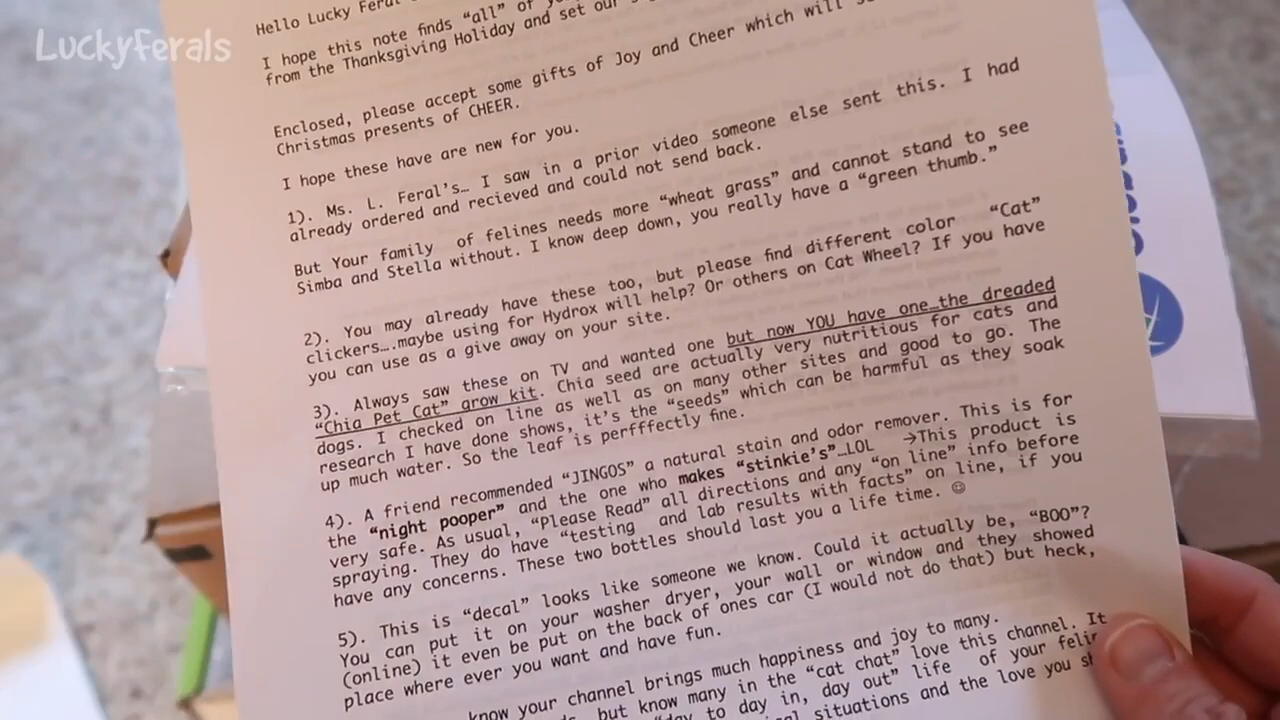 LuckyFerals
Hello Lucky
I hope this note finds “all” of
from the Thanksgiving Holiday and set our
Enclosed, please accept some gifts of Joy and Cheer which will
Christmas presents of CHEER.
I hope these have are new for you.
1). Ms. L. Feral’s… I saw in a prior video someone else sent this. I had
already ordered and recieved and could not send back.
But Your family of felines needs more “wheat grass” and cannot stand to see
Simba and Stella without. I know deep down, you really have a “green thumb.”
2). You may already have these too, but please find different color “Cat”
clickers….maybe using for Hydrox will help? Or others on Cat Wheel? If you have
you can use as a give away on your site.
3). Always saw these on TV and wanted one but now YOU have one…the dreaded
“Chia Pet Cat” grow kit. Chia seed are actually very nutritious for cats and
dogs. I checked on line as well as on many other sites and good to go. The
research I have done shows, it’s the “seeds” which can be harmful as they soak
up much water. So the leaf is perfffectly fine.
4). A friend recommended “JINGOS” a natural stain and odor remover. This is for
the “night pooper” and the one who makes “stinkie’s”…LOL →This product is
very safe. As usual, “Please Read” all directions and any “on line” info before
spraying. They do have “testing and lab results with facts” on line, if you
have any concerns. These two bottles should last you a life time. ☺
5). This is “decal” looks like someone we know. Could it actually be, “BOO”?
You can put it on your washer dryer, your wall or window and they showed
(online) it even be put on the back of ones car (I would not do that) but heck,
place where ever you want and have fun.
know your channel brings much happiness and joy to many.
but know many in the “cat chat” love this channel. It
to day in, day out” life of your
situations and the love you